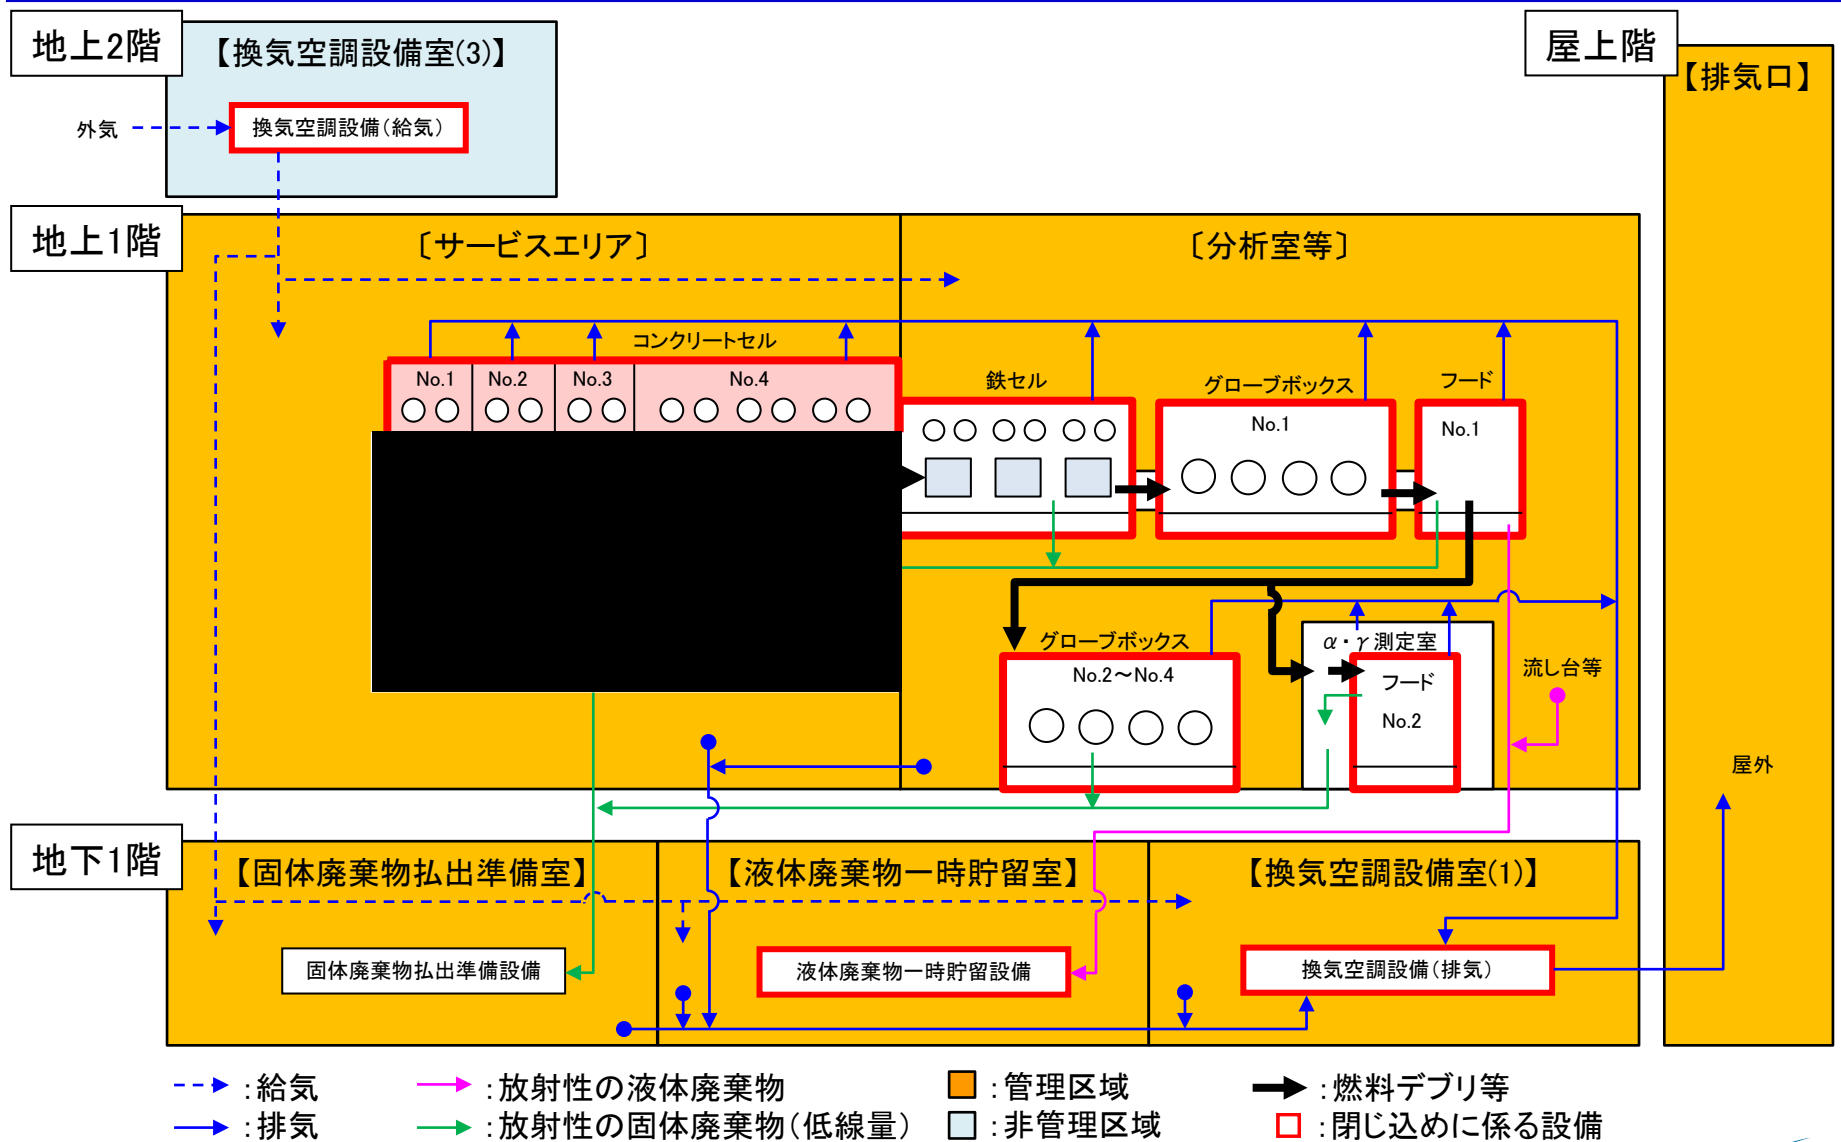 地上2階
【換気空調設備室(3)】
外気
換気空調設備(給気)
屋上階
【排気口】
地上1階
〔サービスエリア〕
〔分析室等〕
コンクリートセル
No.1
No.2
No.3
No.4
鉄セル
グローブボックス
No.1
フード
No.1
グローブボックス
No.2～No.4
α・γ測定室
フード
No.2
流し台等
屋外
地下1階
【固体廃棄物払出準備室】
【液体廃棄物一時貯留室】
【換気空調設備室(1)】
固体廃棄物払出準備設備
液体廃棄物一時貯留設備
換気空調設備(排気)
：給気
：放射性の液体廃棄物
：管理区域
：燃料デブリ等
：排気
：放射性の固体廃棄物(低線量)
：非管理区域
：閉じ込めに係る設備